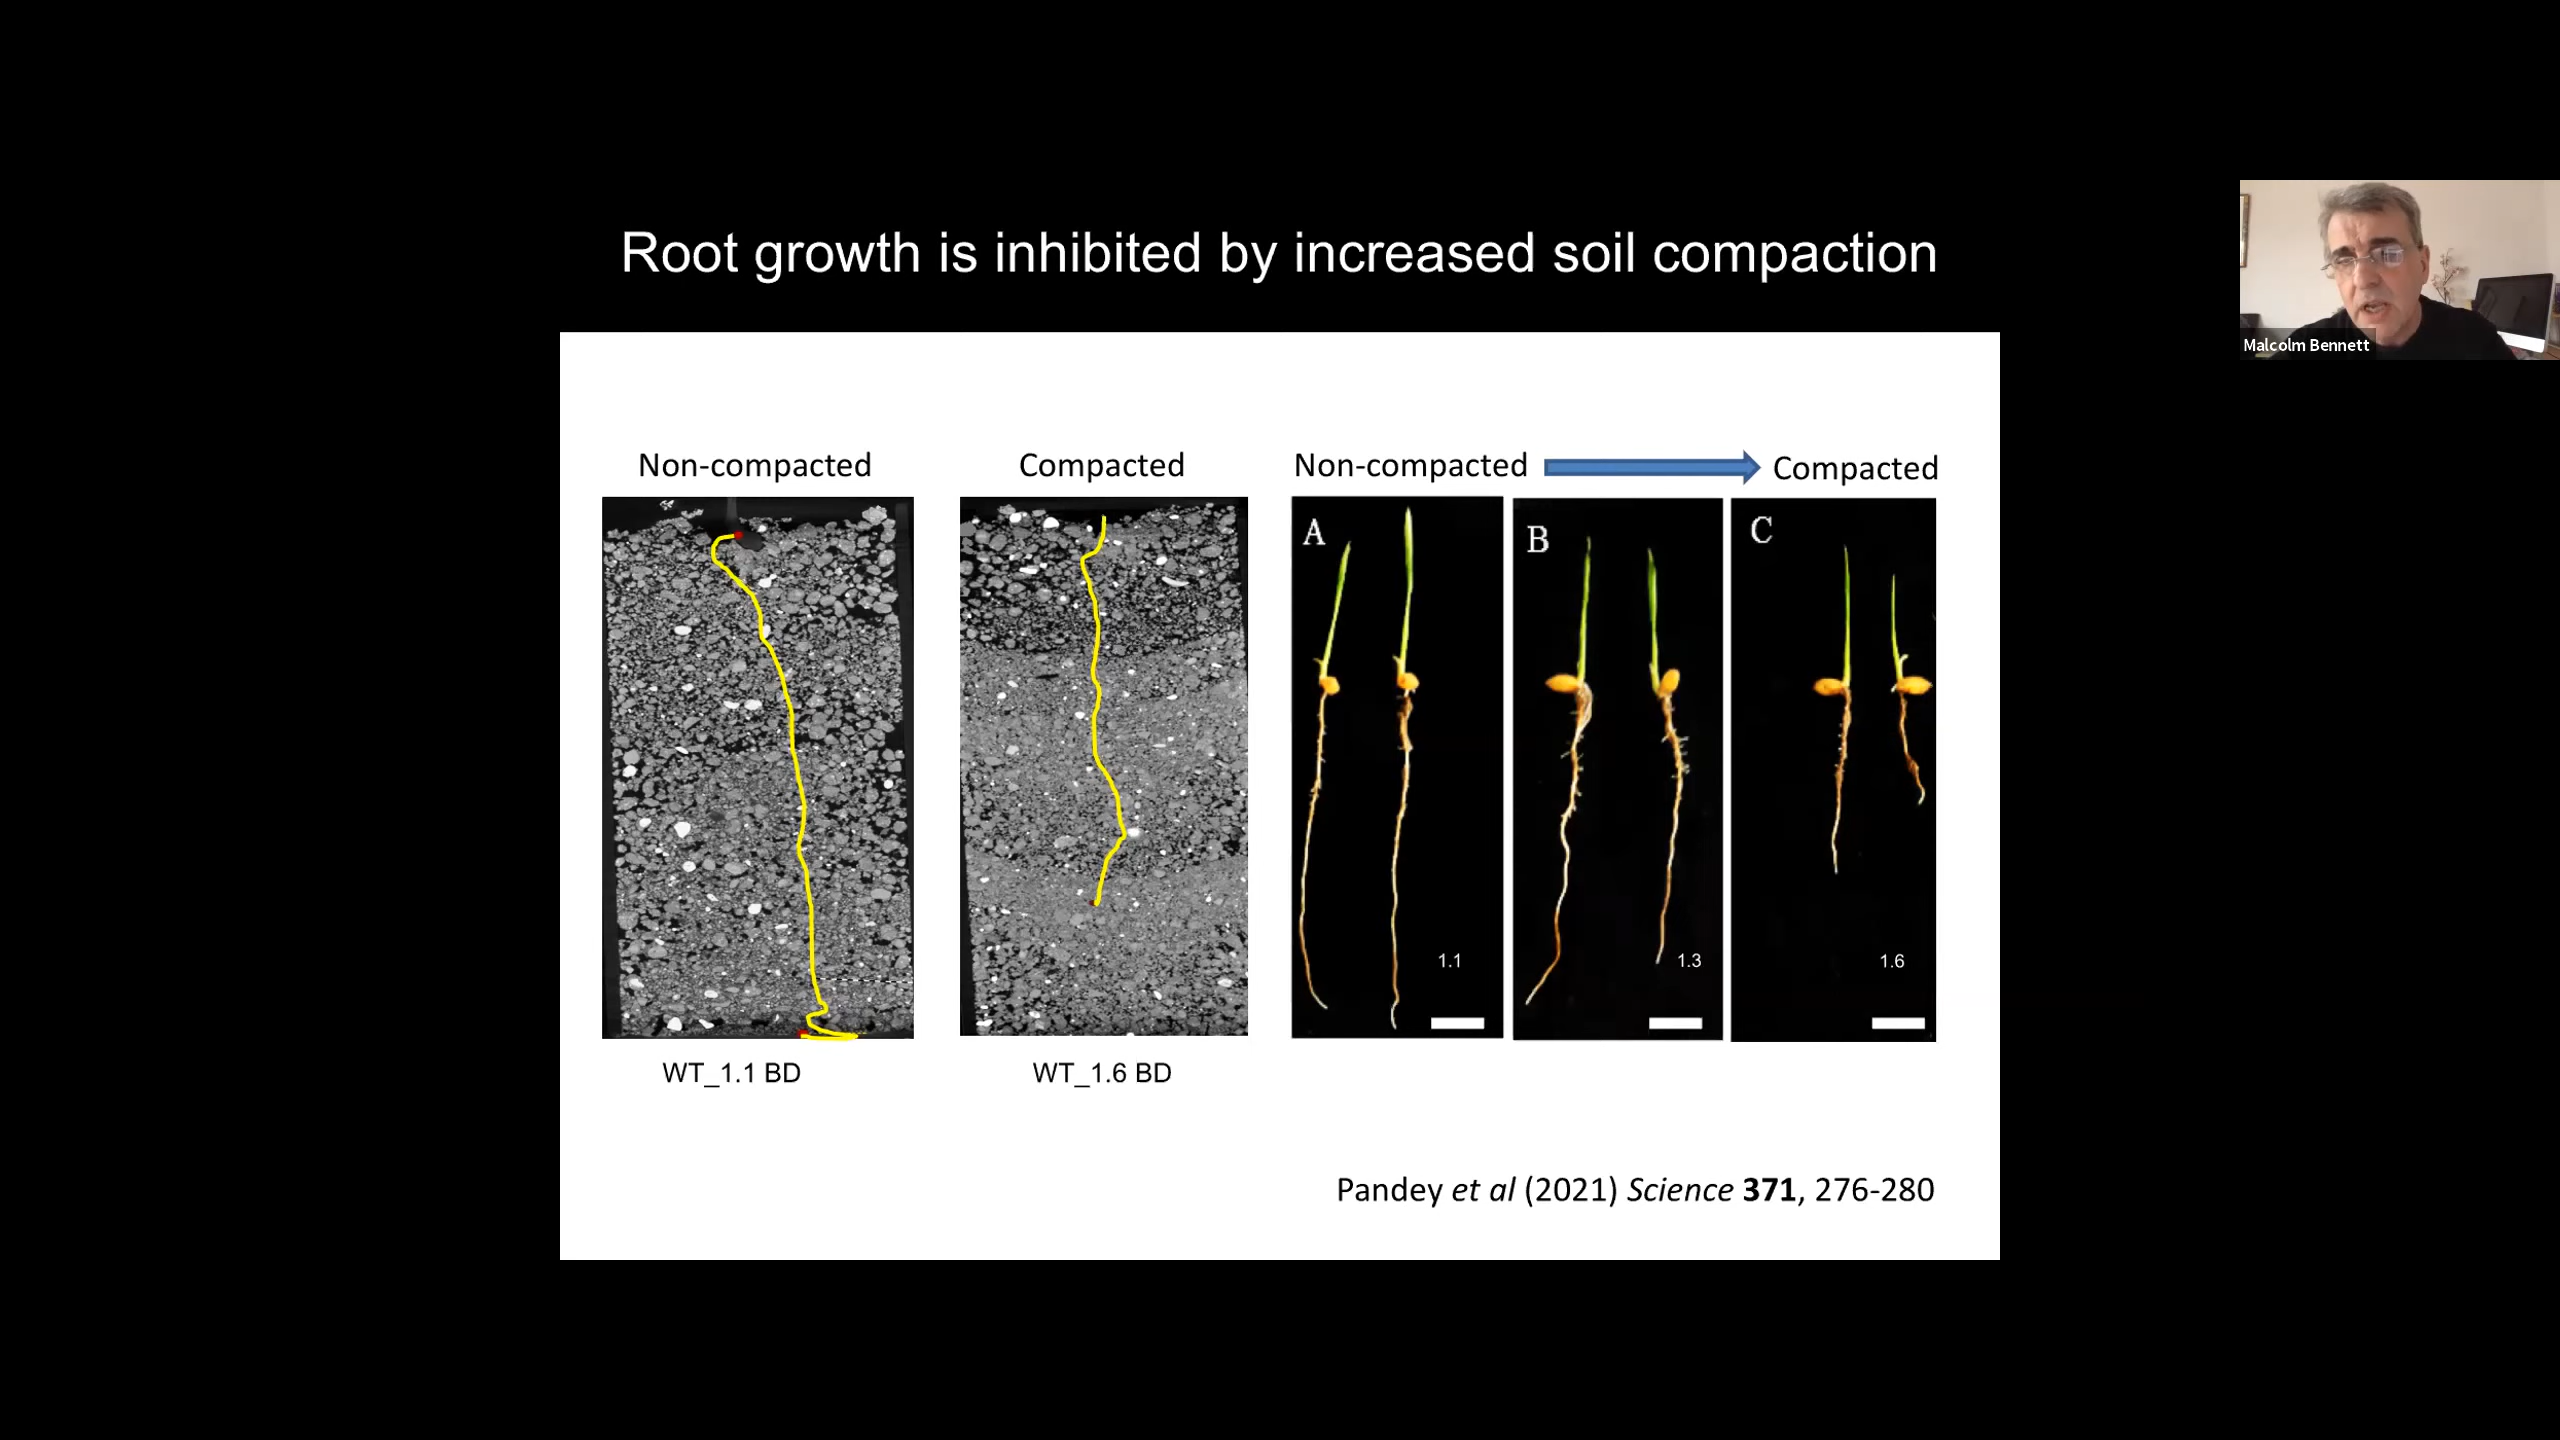 Root growth is inhibited by increased soil compaction
Malcolm Bennett
Non-compacted
Compacted
Non-compacted
Compacted
A
B
C
1.1
1.3
1.6
WT_1.1 BD
WT_1.6 BD
Pandey et al (2021) Science 371, 276-280